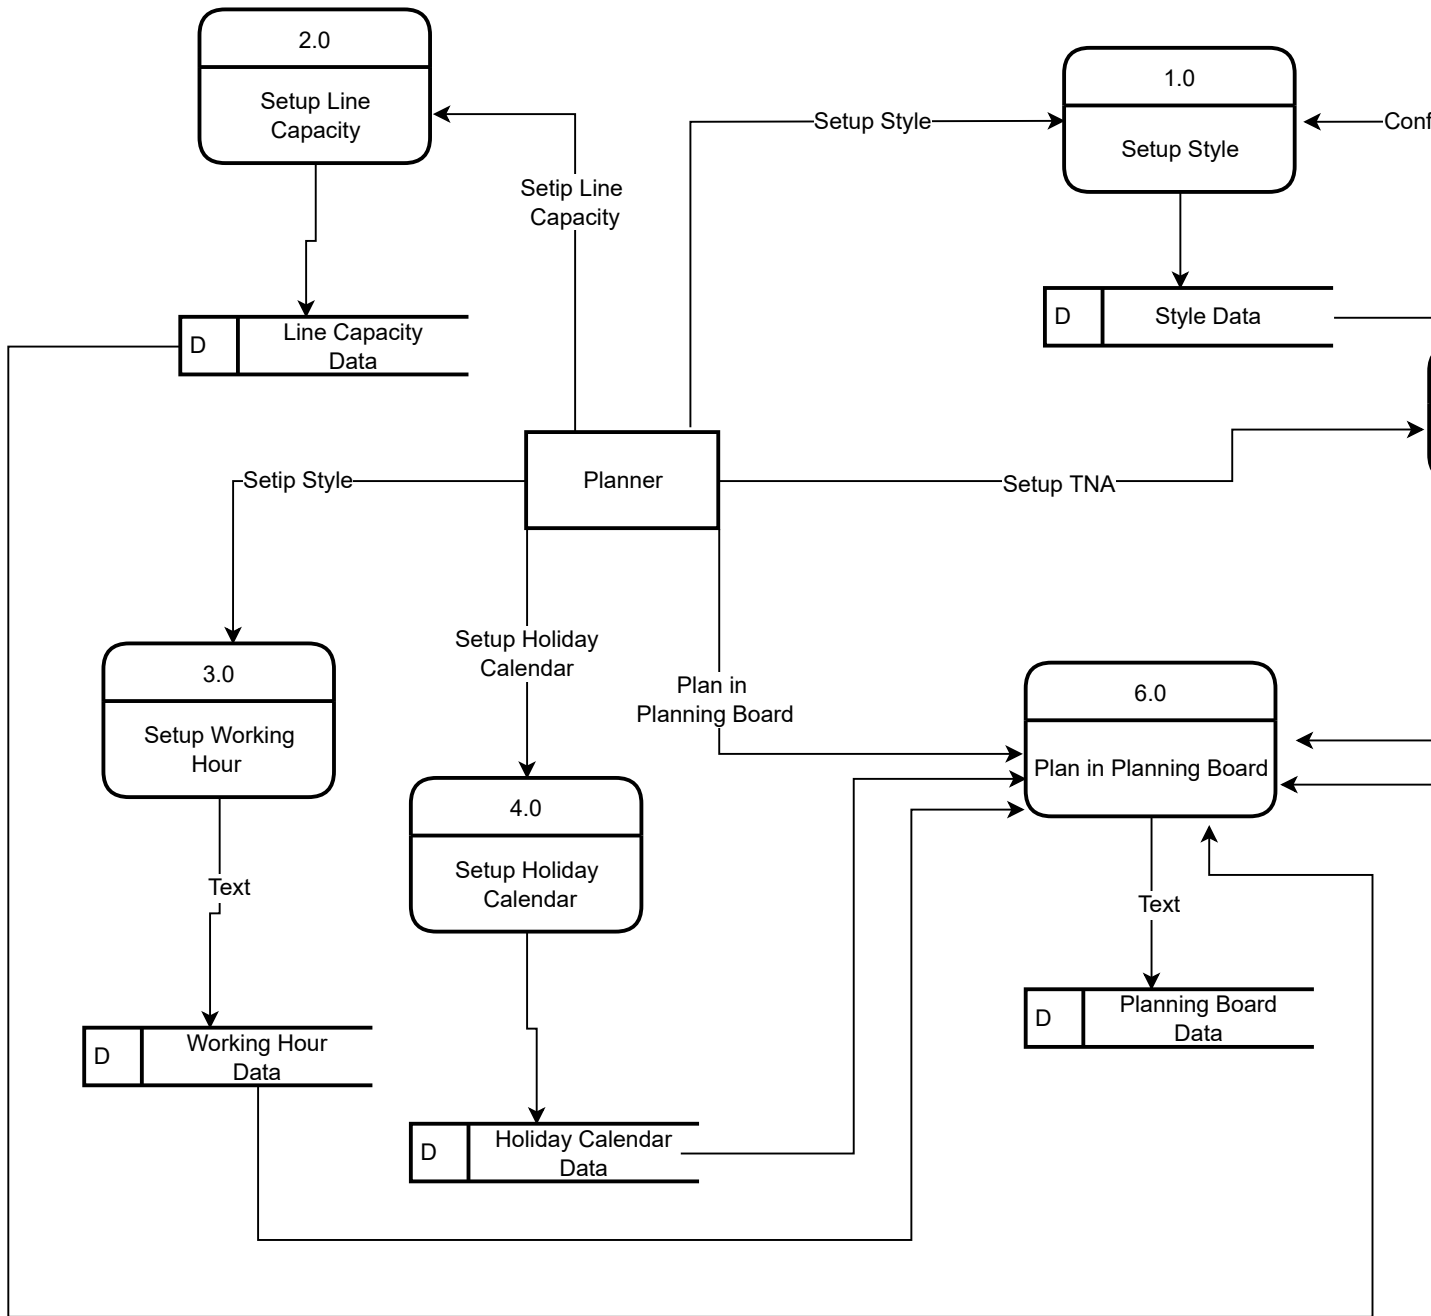 2.0
Setup Line
Capacity
1.0
Setup Style
Setup Style
Conf
Setip Line
Capacity
D
Line Capacity
Data
D
Style Data
Planner
Setip Style
Setup TNA
Setup Holiday
Calendar
Plan in
Planning Board
3.0
Setup Working
Hour
6.0
Plan in Planning Board
4.0
Setup Holiday
Calendar
Text
Text
D
Working Hour
Data
D
Planning Board
Data
D
Holiday Calendar
Data